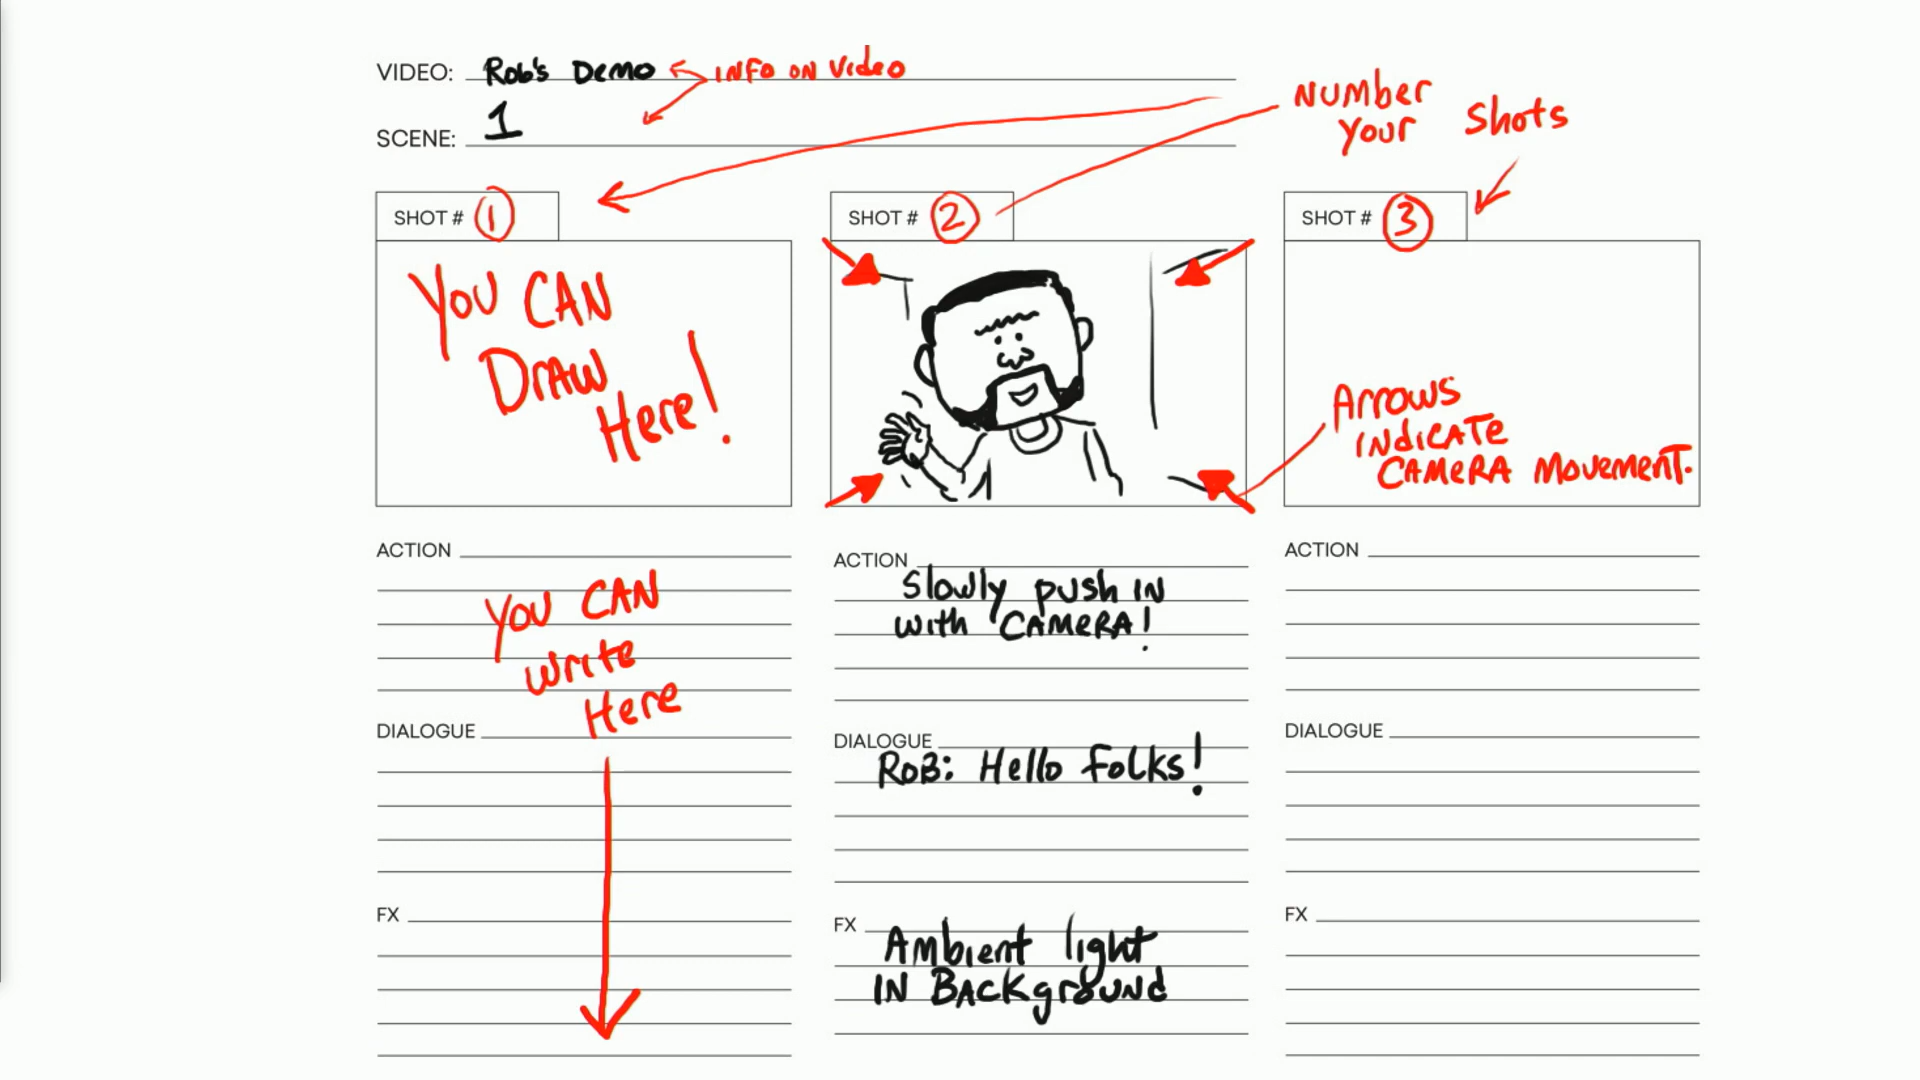 VIDEO: Rob's Demo INFO ON Video
SCENE: 1
NUMBER
YOUR Shots
SHOT # 1
YOU CAN
DRAW
Here!
ACTION
YOU CAN
write
Here
DIALOGUE
FX
SHOT # 2
ACTION
Slowly push IN
with CAMERA!
DIALOGUE
ROB: Hello folks!
FX
Ambient light
IN BACKground
SHOT # 3
Arrows
INDICATE
CAMERA MOVEMENT.
ACTION
DIALOGUE
FX